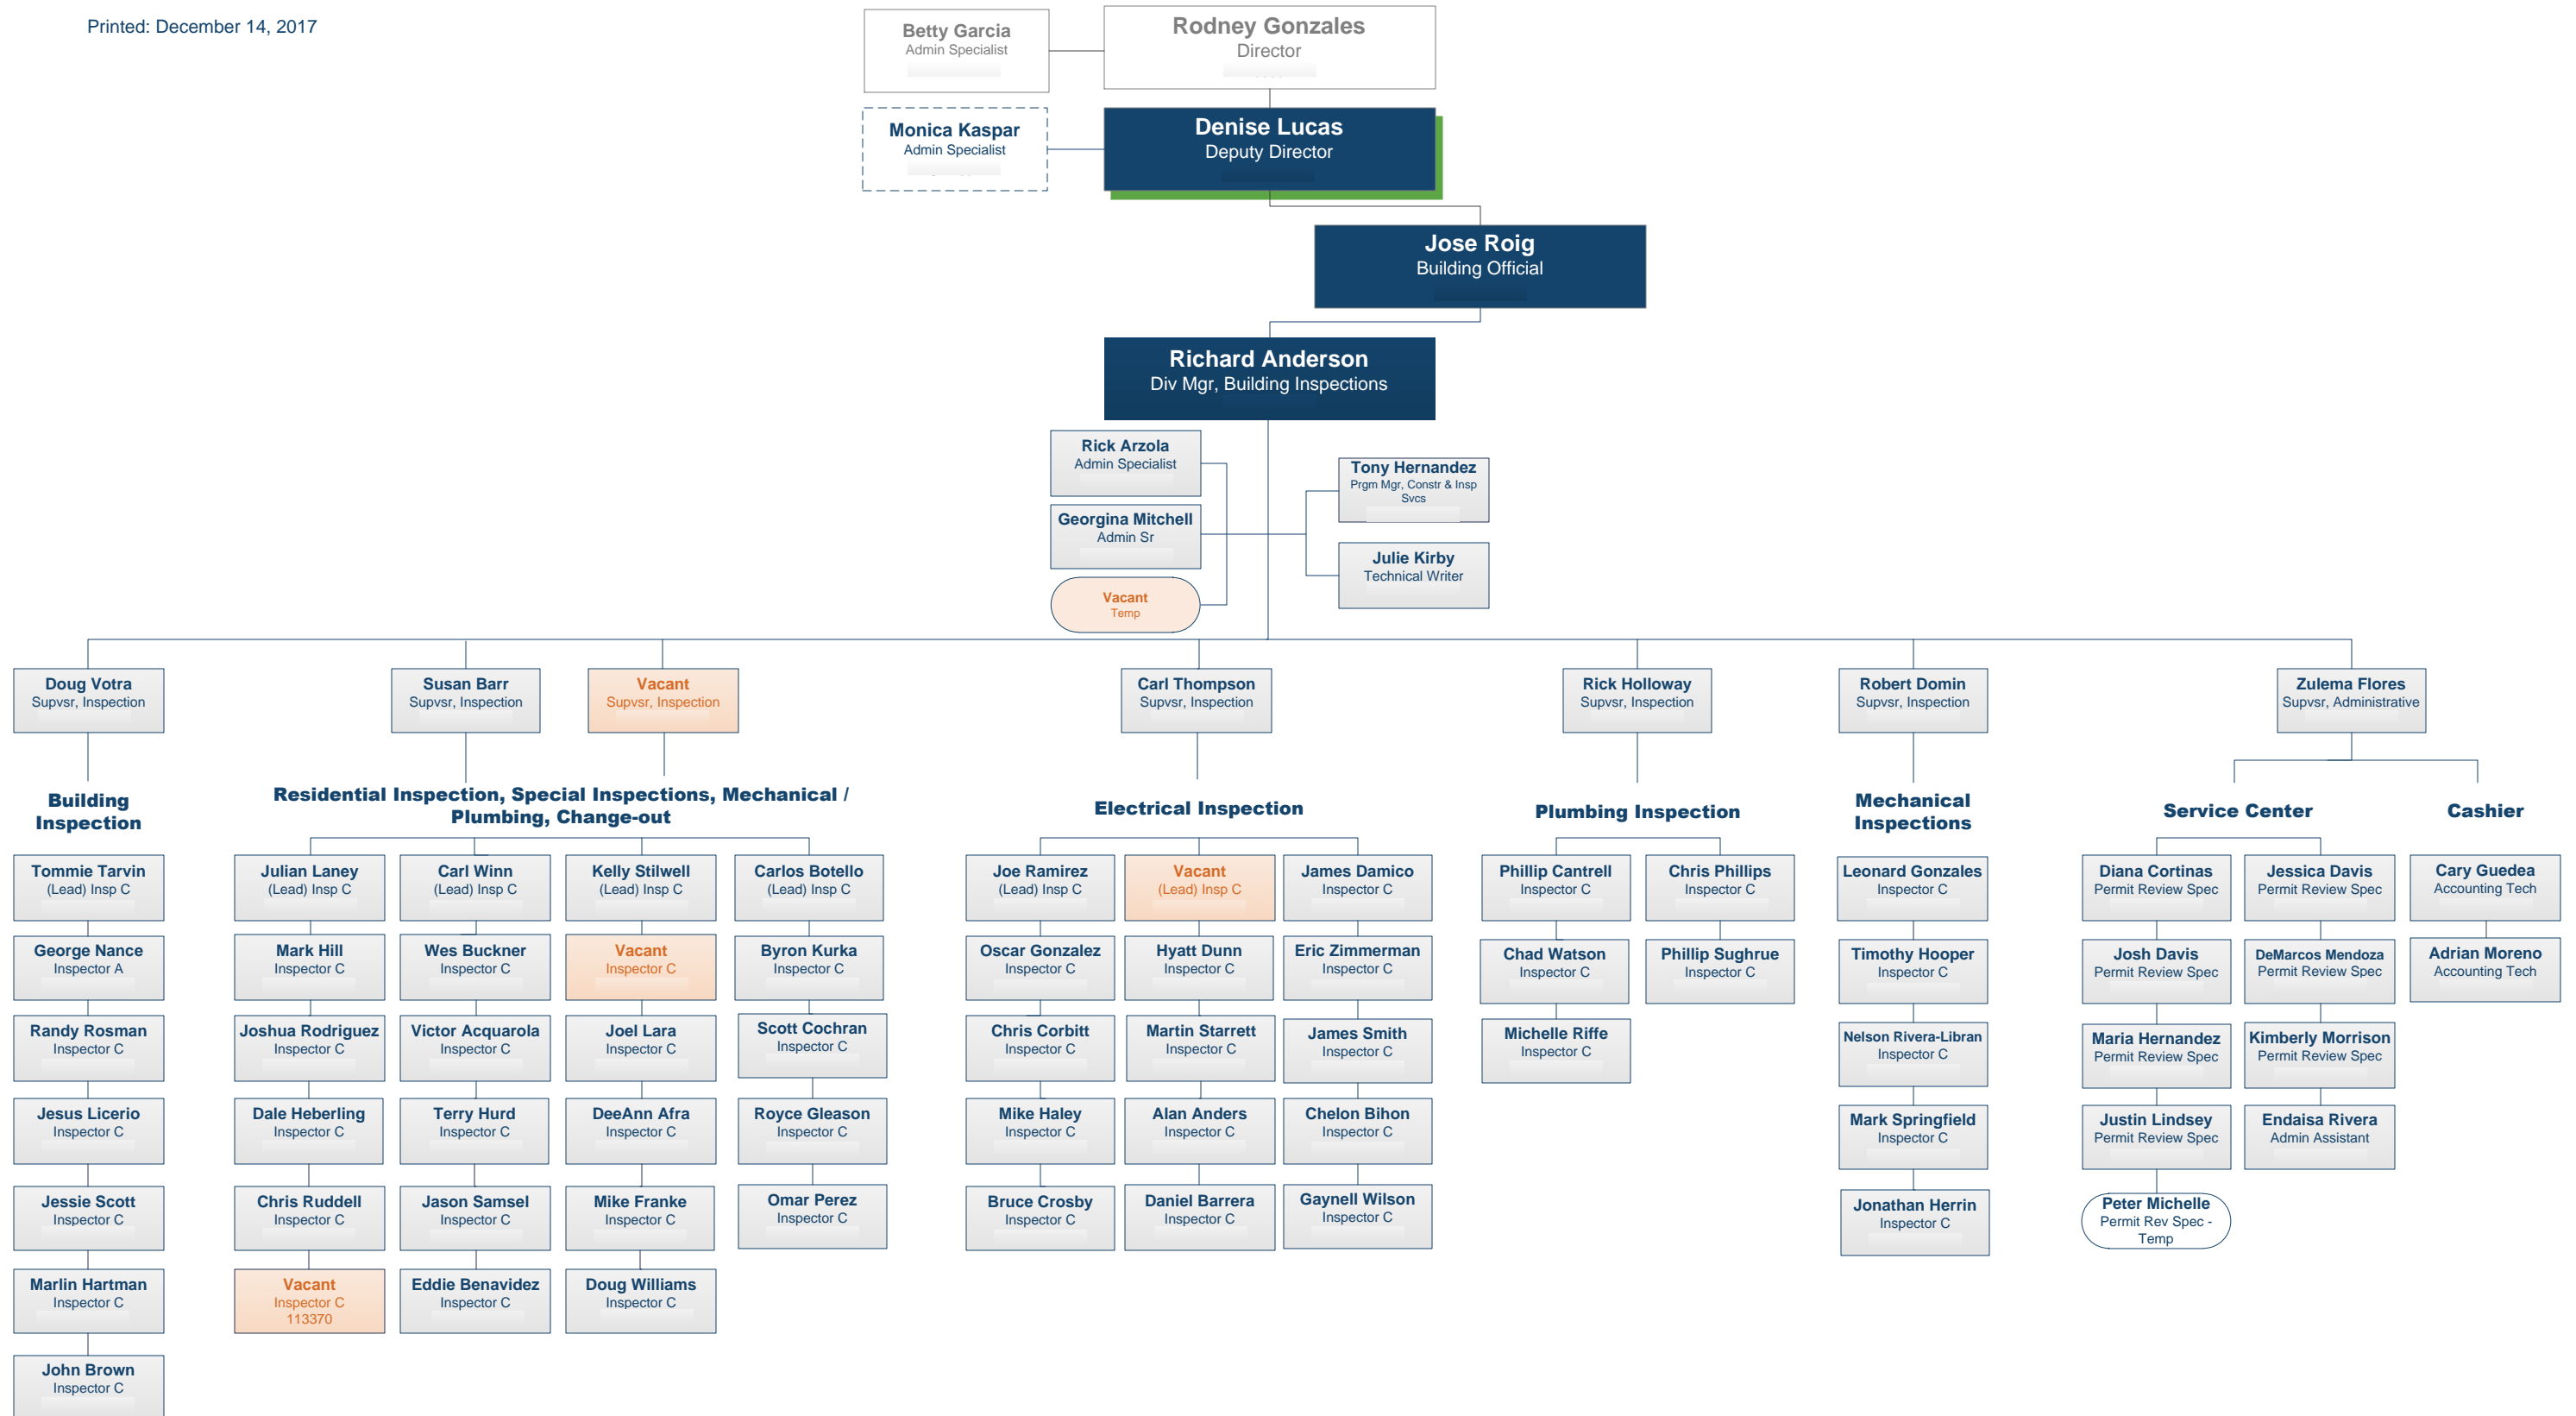 Printed: December 14, 2017
Betty Garcia
Admin Specialist
Rodney Gonzales
Director
Monica Kaspar
Admin Specialist
Denise Lucas
Deputy Director
Jose Roig
Building Official
Richard Anderson
Div Mgr, Building Inspections
Rick Arzola
Admin Specialist
Georgina Mitchell
Admin Sr
Vacant
Temp
Tony Hernandez
Prgm Mgr, Constr & Insp
Svcs
Julie Kirby
Technical Writer
Doug Votra
Supvsr, Inspection
Susan Barr
Supvsr, Inspection
Vacant
Supvsr, Inspection
Carl Thompson
Supvsr, Inspection
Rick Holloway
Supvsr, Inspection
Robert Domin
Supvsr, Inspection
Zulema Flores
Supvsr, Administrative
Building
Inspection
Tommie Tarvin
(Lead) Insp C
George Nance
Inspector A
Randy Rosman
Inspector C
Jesus Licerio
Inspector C
Jessie Scott
Inspector C
Marlin Hartman
Inspector C
John Brown
Inspector C
Residential Inspection, Special Inspections, Mechanical /
Plumbing, Change-out
Julian Laney
(Lead) Insp C
Mark Hill
Inspector C
Joshua Rodriguez
Inspector C
Dale Heberling
Inspector C
Chris Ruddell
Inspector C
Vacant
Inspector C
113370
Carl Winn
(Lead) Insp C
Wes Buckner
Inspector C
Victor Acquarola
Inspector C
Terry Hurd
Inspector C
Jason Samsel
Inspector C
Eddie Benavidez
Inspector C
Kelly Stilwell
(Lead) Insp C
Vacant
Inspector C
Joel Lara
Inspector C
DeeAnn Afra
Inspector C
Mike Franke
Inspector C
Doug Williams
Inspector C
Carlos Botello
(Lead) Insp C
Byron Kurka
Inspector C
Scott Cochran
Inspector C
Royce Gleason
Inspector C
Omar Perez
Inspector C
Electrical Inspection
Joe Ramirez
(Lead) Insp C
Oscar Gonzalez
Inspector C
Chris Corbitt
Inspector C
Mike Haley
Inspector C
Bruce Crosby
Inspector C
Vacant
(Lead) Insp C
Hyatt Dunn
Inspector C
Martin Starrett
Inspector C
Alan Anders
Inspector C
Daniel Barrera
Inspector C
James Damico
Inspector C
Eric Zimmerman
Inspector C
James Smith
Inspector C
Chelon Bihon
Inspector C
Gaynell Wilson
Inspector C
Plumbing Inspection
Phillip Cantrell
Inspector C
Chad Watson
Inspector C
Michelle Riffe
Inspector C
Chris Phillips
Inspector C
Phillip Sughrue
Inspector C
Mechanical
Inspections
Leonard Gonzales
Inspector C
Timothy Hooper
Inspector C
Nelson Rivera-Libran
Inspector C
Mark Springfield
Inspector C
Jonathan Herrin
Inspector C
Service Center
Diana Cortinas
Permit Review Spec
Josh Davis
Permit Review Spec
Maria Hernandez
Permit Review Spec
Justin Lindsey
Permit Review Spec
Peter Michelle
Permit Rev Spec -
Temp
Jessica Davis
Permit Review Spec
DeMarcos Mendoza
Permit Review Spec
Kimberly Morrison
Permit Review Spec
Endaisa Rivera
Admin Assistant
Cashier
Cary Guedea
Accounting Tech
Adrian Moreno
Accounting Tech